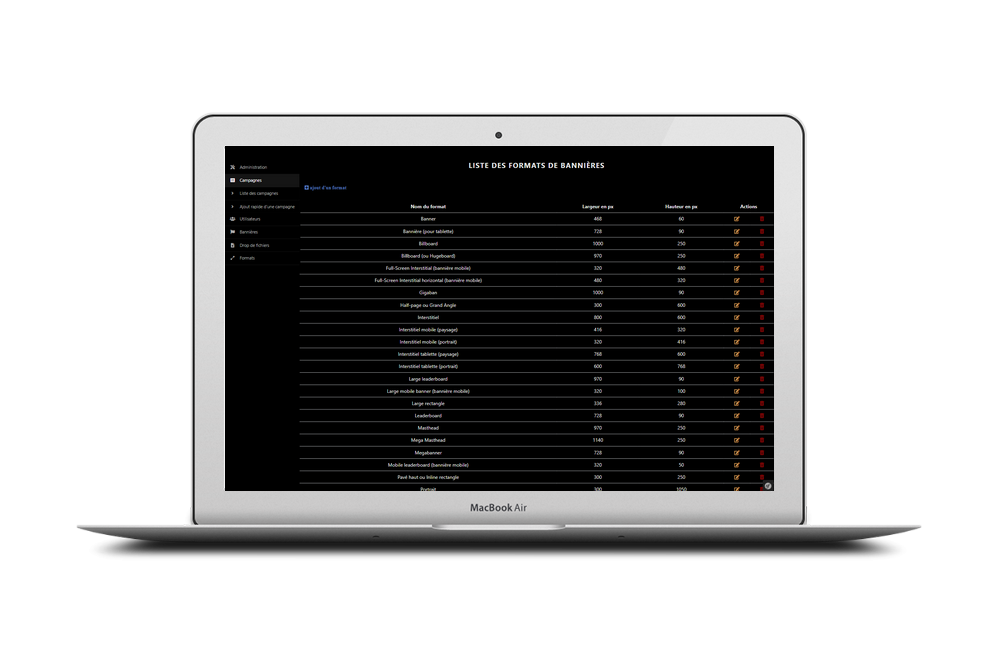 LISTE DES FORMATS DE BANNIÈRES
Administration
Campagnes
Liste des campagnes
Ajout rapide d'une campagne
Utilisateurs
Bannières
Drop de fichiers
Formats
ajout d'un format
Nom du format Largeur en px Hauteur en px Actions
Banner 468 60
Bannière (pour tablette) 728 90
Billboard 1000 250
Billboard (ou Hugeboard) 970 250
Full-Screen Interstitial (bannière mobile) 320 480
Full-Screen Interstitial horizontal (bannière mobile) 480 320
Gigaban 1000 90
Half-page ou Grand Angle 300 600
Interstitiel 800 600
Interstitiel mobile (paysage) 416 320
Interstitiel mobile (portrait) 320 416
Interstitiel tablette (paysage) 768 600
Interstitiel tablette (portrait) 600 768
Large leaderboard 970 90
Large mobile banner (bannière mobile) 320 100
Large rectangle 336 280
Leaderboard 728 90
Masthead 970 250
Mega Masthead 1140 250
Megabanner 728 90
Mobile leaderboard (bannière mobile) 320 50
Pavé haut ou Inline rectangle 300 250
Portrait 300 1050
MacBook Air